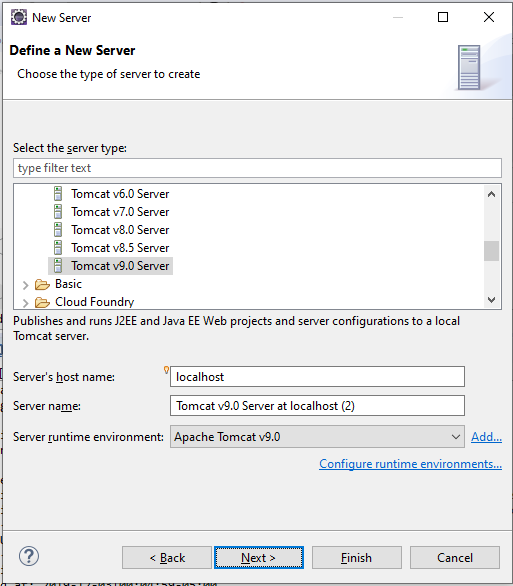 New Server
Define a New Server
Choose the type of server to create
Select the server type:
type filter text
Tomcat v6.0 Server
Tomcat v7.0 Server
Tomcat v8.0 Server
Tomcat v8.5 Server
Tomcat v9.0 Server
Basic
Cloud Foundry
Publishes and runs J2EE and Java EE Web projects and server configurations to a local
Tomcat server.
Server's host name: localhost
Server name: Tomcat v9.0 Server at localhost (2)
Server runtime environment: Apache Tomcat v9.0 Add...
Configure runtime environments...
? < Back Next > Finish Cancel